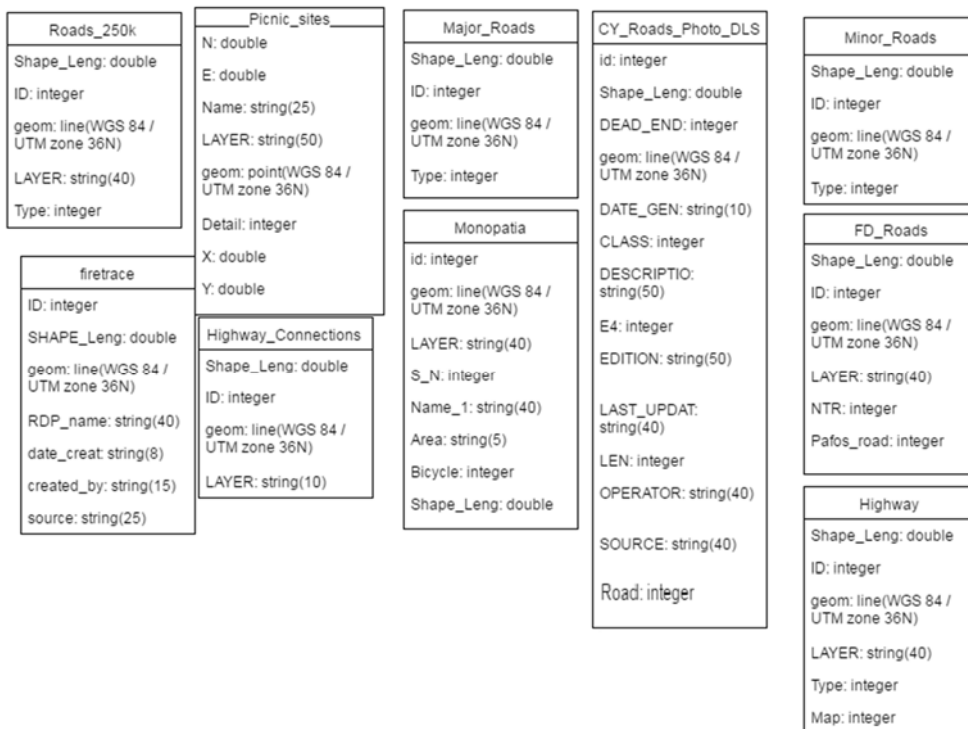 Roads_250k
Shape_Leng: double
ID: integer
geom: line(WGS 84 /
UTM zone 36N)
LAYER: string(40)
Type: integer
firetrace
ID: integer
SHAPE_Leng: double
geom: line(WGS 84 /
UTM zone 36N)
RDP_name: string(40)
date_creat: string(8)
created_by: string(15)
source: string(25)
__Picnic_sites__
N: double
E: double
Name: string(25)
LAYER: string(50)
geom: point(WGS 84 /
UTM zone 36N)
Detail: integer
X: double
Y: double
Highway_Connections
Shape_Leng: double
ID: integer
geom: line(WGS 84 /
UTM zone 36N)
LAYER: string(10)
Major_Roads
Shape_Leng: double
ID: integer
geom: line(WGS 84 /
UTM zone 36N)
Type: integer
Monopatia
id: integer
geom: line(WGS 84 /
UTM zone 36N)
LAYER: string(40)
S_N: integer
Name_1: string(40)
Area: string(5)
Bicycle: integer
Shape_Leng: double
CY_Roads_Photo_DLS
id: integer
Shape_Leng: double
DEAD_END: integer
geom: line(WGS 84 /
UTM zone 36N)
DATE_GEN: string(10)
CLASS: integer
DESCRIPTIO:
string(50)
E4: integer
EDITION: string(50)
LAST_UPDAT:
string(40)
LEN: integer
OPERATOR: string(40)
SOURCE: string(40)
Road: integer
Minor_Roads
Shape_Leng: double
ID: integer
geom: line(WGS 84 /
UTM zone 36N)
Type: integer
FD_Roads
Shape_Leng: double
ID: integer
geom: line(WGS 84 /
UTM zone 36N)
LAYER: string(40)
NTR: integer
Pafos_road: integer
Highway
Shape_Leng: double
ID: integer
geom: line(WGS 84 /
UTM zone 36N)
LAYER: string(40)
Type: integer
Map: integer